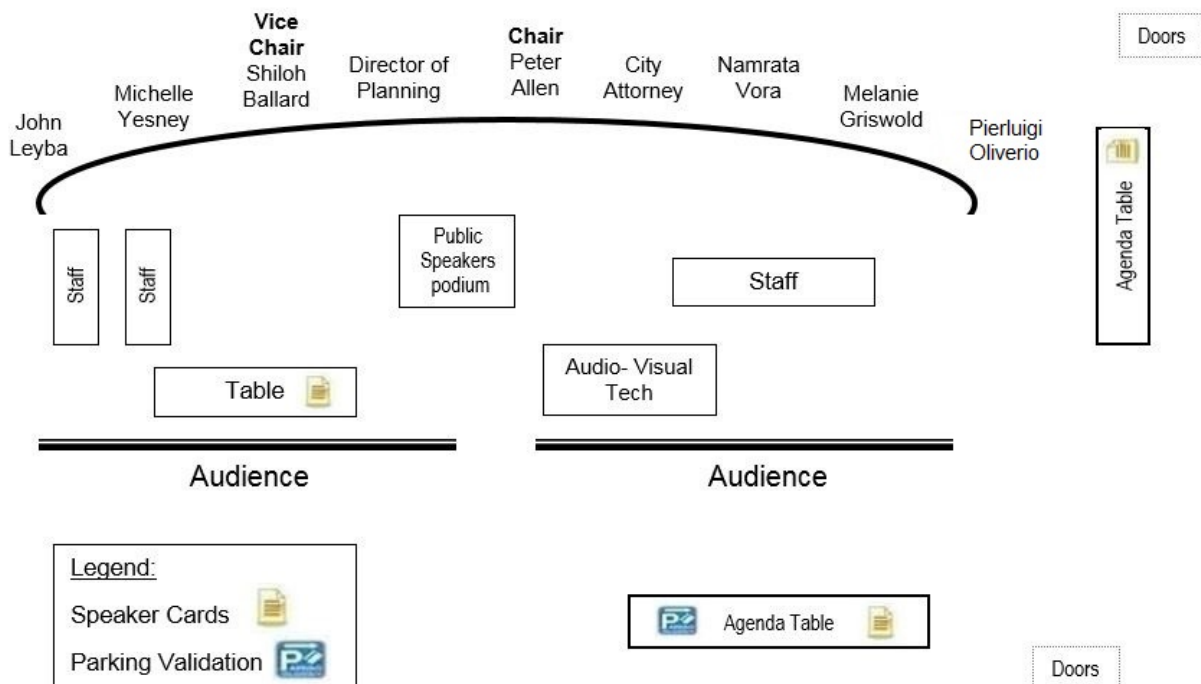 Vice
Chair
Shiloh
Ballard
Chair
Peter
Allen
Doors
Michelle
Yesney
Director of
Planning
City
Attorney
Namrata
Vora
Melanie
Griswold
John
Leyba
Pierluigi
Oliverio
Staff
Staff
Public
Speakers
podium
Staff
Agenda Table
Table
Audio- Visual
Tech
Audience
Audience
Legend:
Speaker Cards
Parking Validation
P
P
Agenda Table
Doors